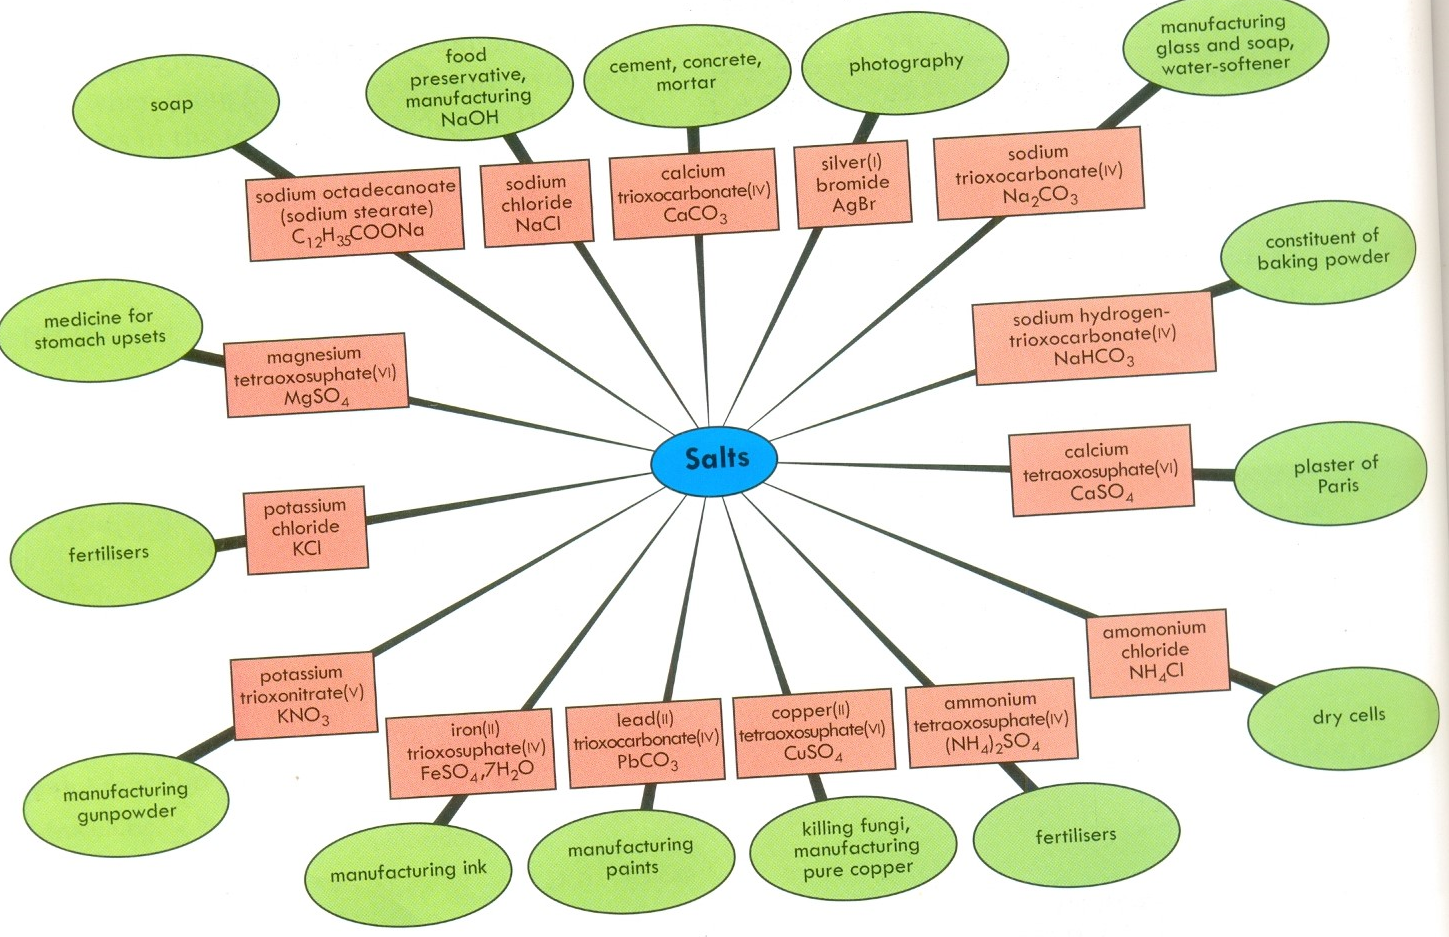 soap
sodium octadecanoate
(sodium stearate)
C₁₂H₃₅COONa
food
preservative,
manufacturing
NaOH
sodium
chloride
NaCl
cement, concrete,
mortar
calcium
trioxocarbonate(IV)
CaCO₃
photography
silver(I)
bromide
AgBr
manufacturing
glass and soap,
water-softener
sodium
trioxocarbonate(IV)
Na₂CO₃
constituent of
baking powder
sodium hydrogen-
trioxocarbonate(IV)
NaHCO₃
medicine for
stomach upsets
magnesium
tetraoxosuphate(VI)
MgSO₄
Salts
calcium
tetraoxosuphate(VI)
CaSO₄
plaster of
Paris
fertilisers
potassium
chloride
KCl
amomonium
chloride
NH₄Cl
dry cells
potassium
trioxonitrate(V)
KNO₃
manufacturing
gunpowder
iron(II)
trioxosuphate(IV)
FeSO₄,7H₂O
manufacturing ink
lead(II)
trioxocarbonate(IV)
PbCO₃
manufacturing
paints
copper(II)
tetraoxosuphate(VI)
CuSO₄
killing fungi,
manufacturing
pure copper
ammonium
tetraoxosuphate(IV)
(NH₄)₂SO₄
fertilisers